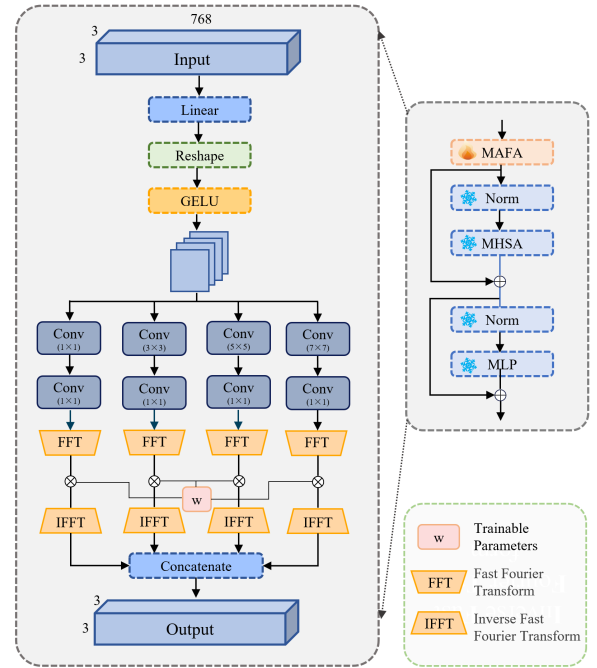 768
3
3
Input
Linear
Reshape
GELU
Conv
(1×1)
Conv
(3×3)
Conv
(5×5)
Conv
(7×7)
Conv
(1×1)
Conv
(1×1)
Conv
(1×1)
Conv
(1×1)
FFT
FFT
FFT
FFT
w
IFFT
IFFT
IFFT
IFFT
Concatenate
3
3
Output
MAFA
Norm
MHSA
Norm
MLP
w
Trainable
Parameters
FFT
Fast Fourier
Transform
IFFT
Inverse Fast
Fourier Transform